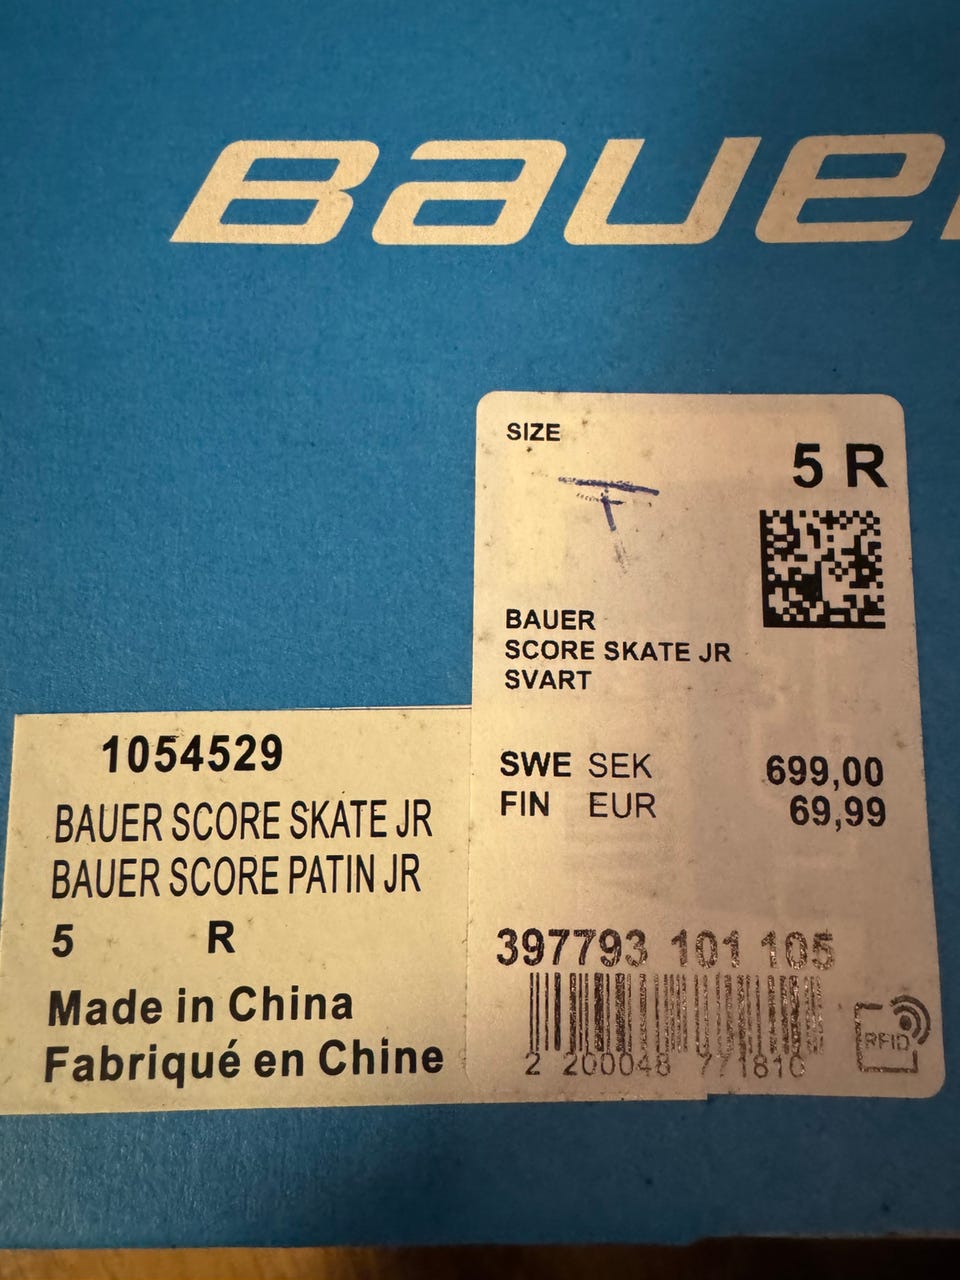 BAUE
SIZE
5 R
T
BAUER
SCORE SKATE JR
SVART
SWE SEK 699,00
FIN EUR 69,99
397793 101 105
2 200048 771810
RFID
1054529
BAUER SCORE SKATE JR
BAUER SCORE PATIN JR
5 R
Made in China
Fabriqué en Chine